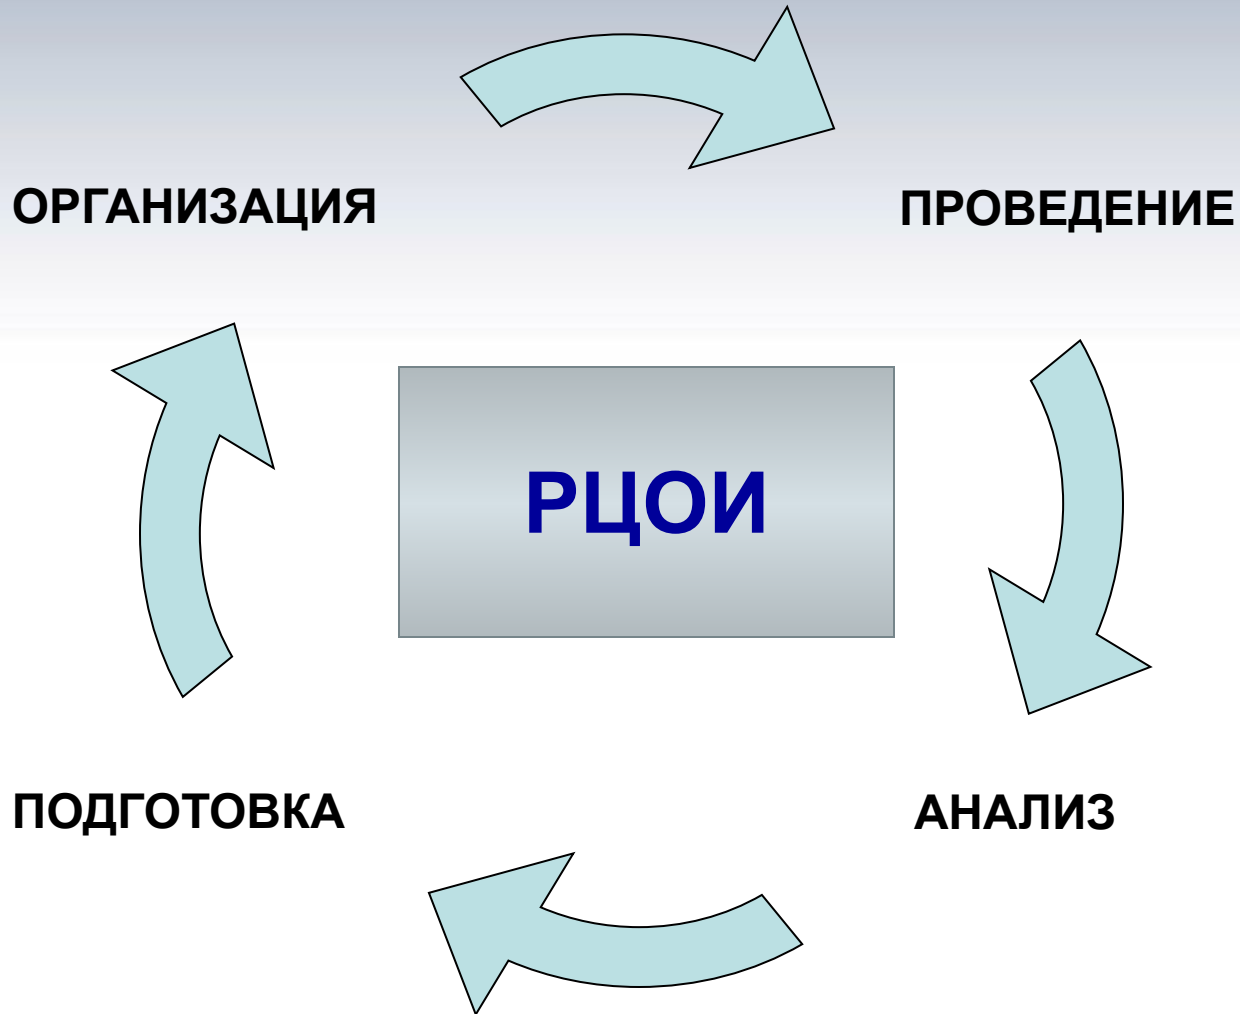 ОРГАНИЗАЦИЯ
ПРОВЕДЕНИЕ
РЦОИ
ПОДГОТОВКА
АНАЛИЗ